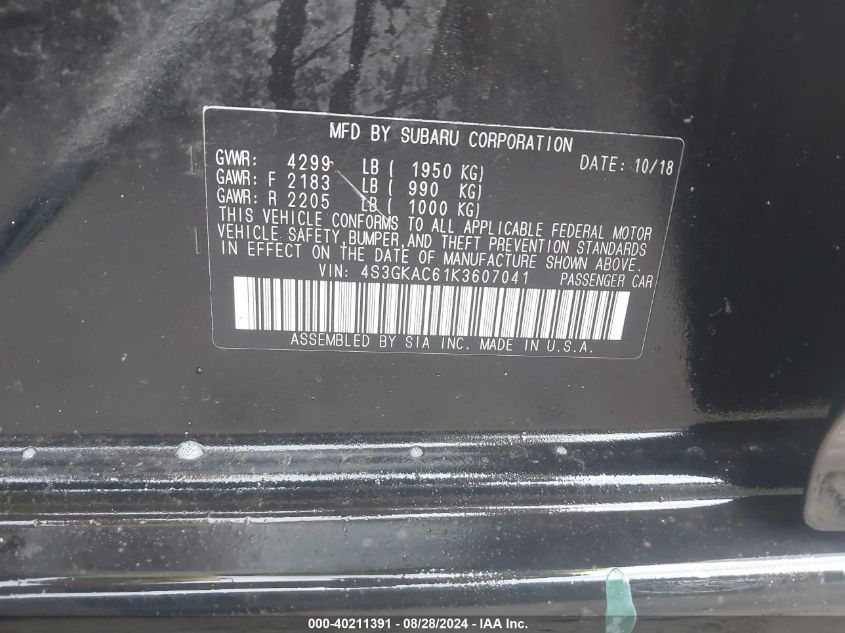 MFD BY SUBARU CORPORATION
GVWR: 4299 LB ( 1950 KG) DATE: 10/18
GAWR: F 2183 LB ( 990 KG)
GAWR: R 2205 LB ( 1000 KG)
THIS VEHICLE CONFORMS TO ALL APPLICABLE FEDERAL MOTOR
VEHICLE SAFETY, BUMPER, AND THEFT PREVENTION STANDARDS
IN EFFECT ON THE DATE OF MANUFACTURE SHOWN ABOVE.
VIN: 4S3GKAC61K3607041 PASSENGER CAR
ASSEMBLED BY SIA INC. MADE IN U.S.A.
000-40211391 - 08/28/2024 - IAA Inc.